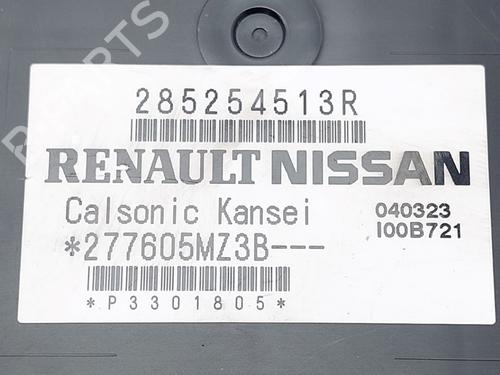 285254513R
RENAULT NISSAN
Calsonic Kansei 040323
*277605MZ3B--- I00B721
*P3301805*